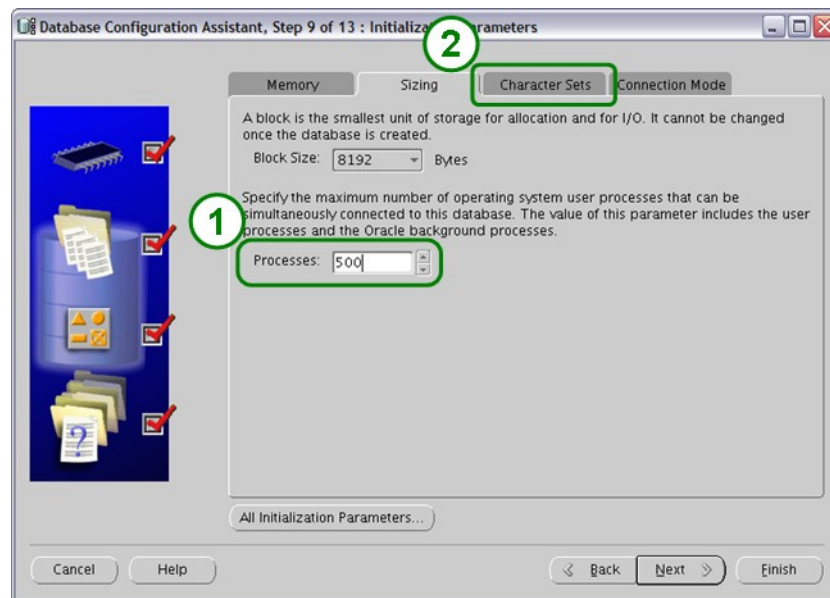 Database Configuration Assistant, Step 9 of 13 : Initializ rameters
2
Memory
Sizing
Character Sets
Connection Mode
A block is the smallest unit of storage for allocation and for I/O. It cannot be changed
once the database is created.
Block Size: 8192 Bytes
Specify the maximum number of operating system user processes that can be
simultaneously connected to this database. The value of this parameter includes the user
processes and the Oracle background processes.
1
Processes: 500
?
All Initialization Parameters...
Cancel
Help
Back
Next
Finish